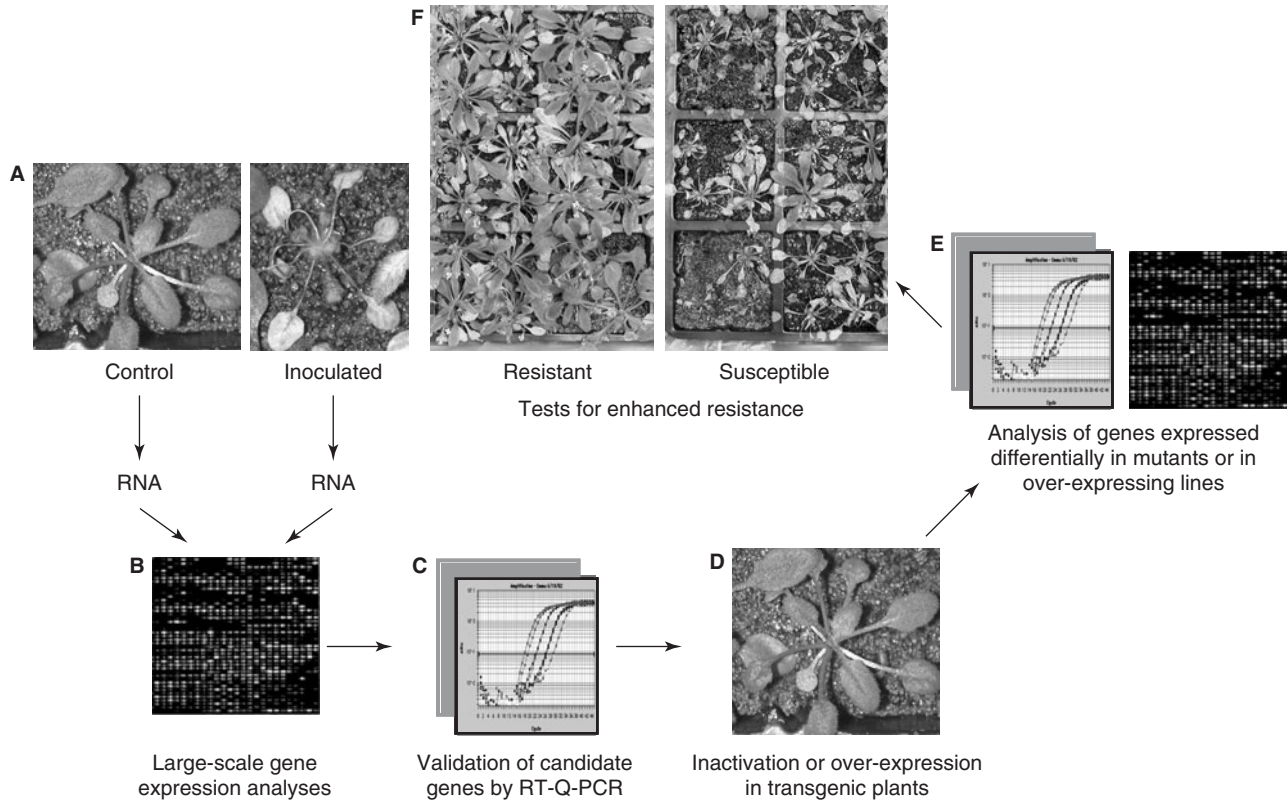 F
A
Control
Inoculated
RNA
RNA
Resistant
Susceptible
Tests for enhanced resistance
E
Cycle
Analysis of genes expressed
differentially in mutants or in
over-expressing lines
B
Large-scale gene
expression analyses
C
Cycle
Validation of candidate
genes by RT-Q-PCR
D
Inactivation or over-expression
in transgenic plants